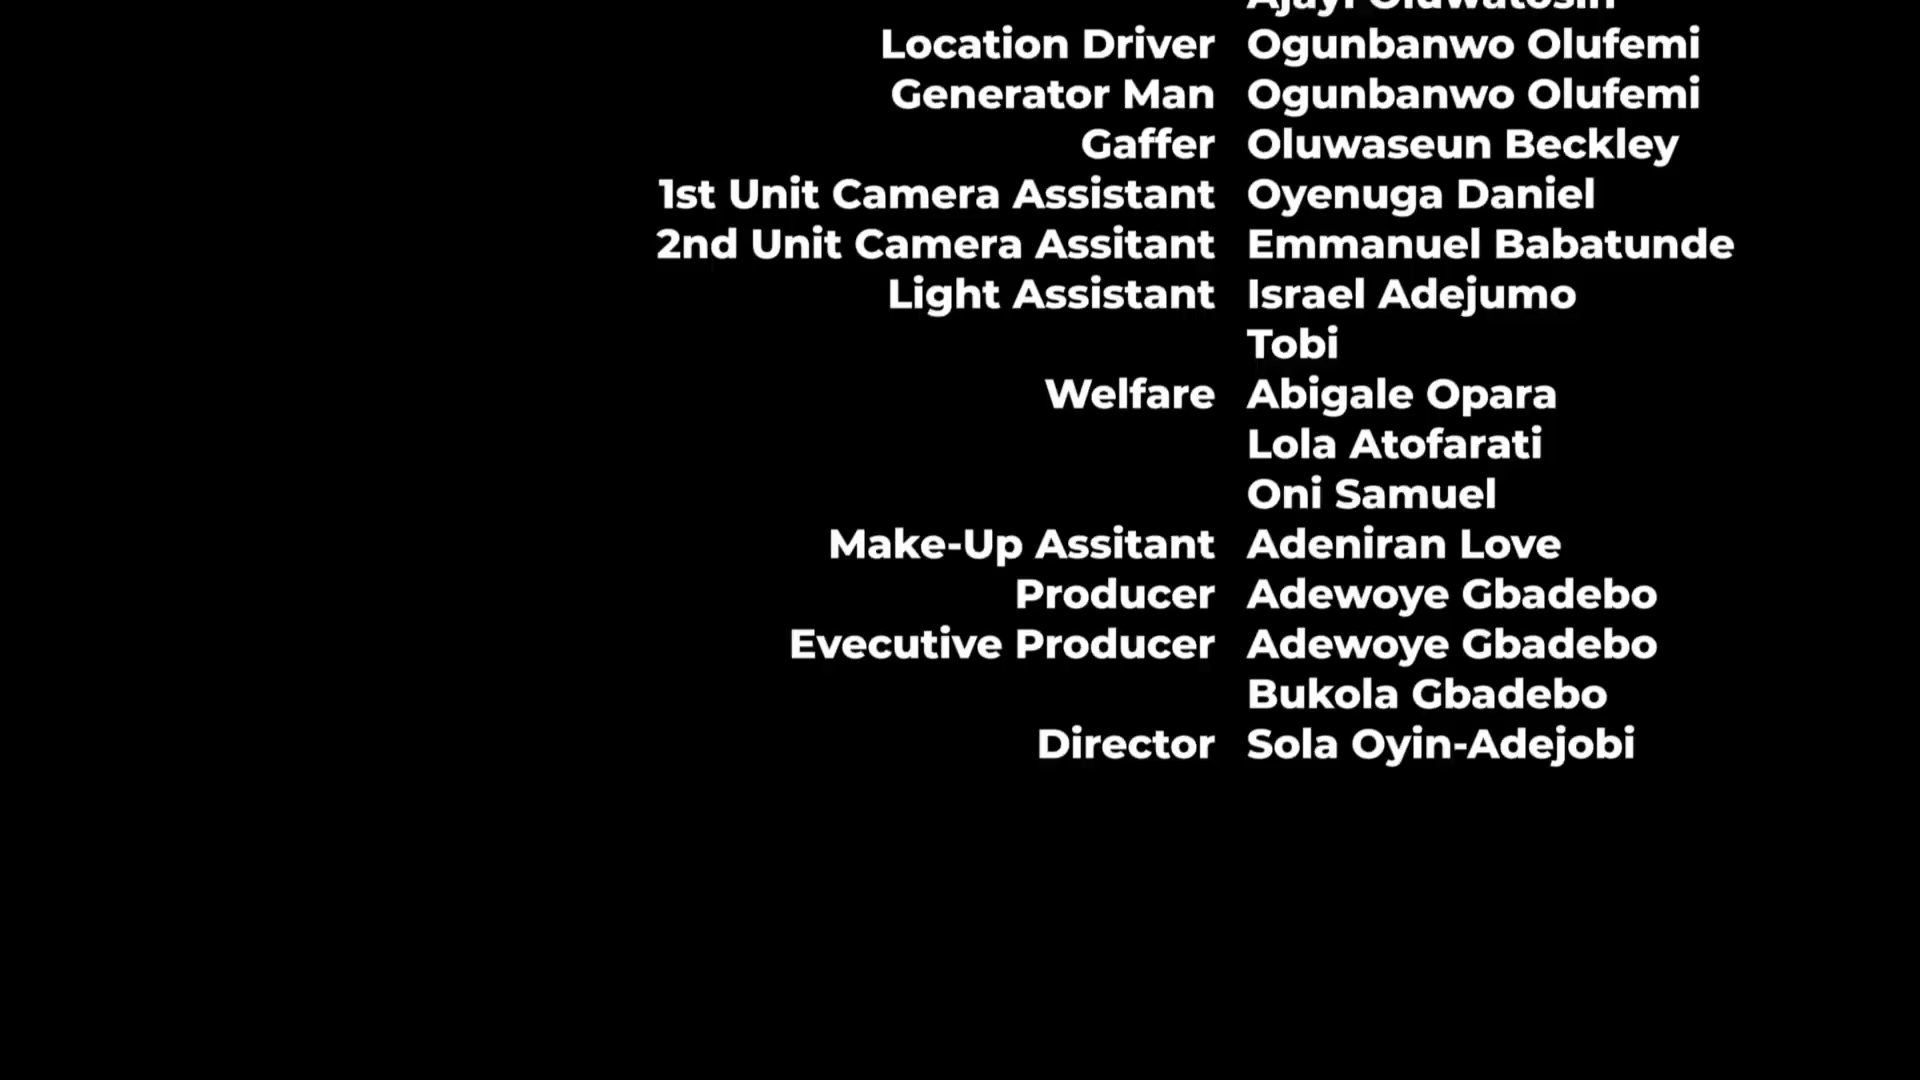 Ajayi Oluwatosin
Location Driver Ogunbanwo Olufemi
Generator Man Ogunbanwo Olufemi
Gaffer Oluwaseun Beckley
1st Unit Camera Assistant Oyenuga Daniel
2nd Unit Camera Assitant Emmanuel Babatunde
Light Assistant Israel Adejumo
Tobi
Welfare Abigale Opara
Lola Atofarati
Oni Samuel
Make-Up Assitant Adeniran Love
Producer Adewoye Gbadebo
Evecutive Producer Adewoye Gbadebo
Bukola Gbadebo
Director Sola Oyin-Adejobi